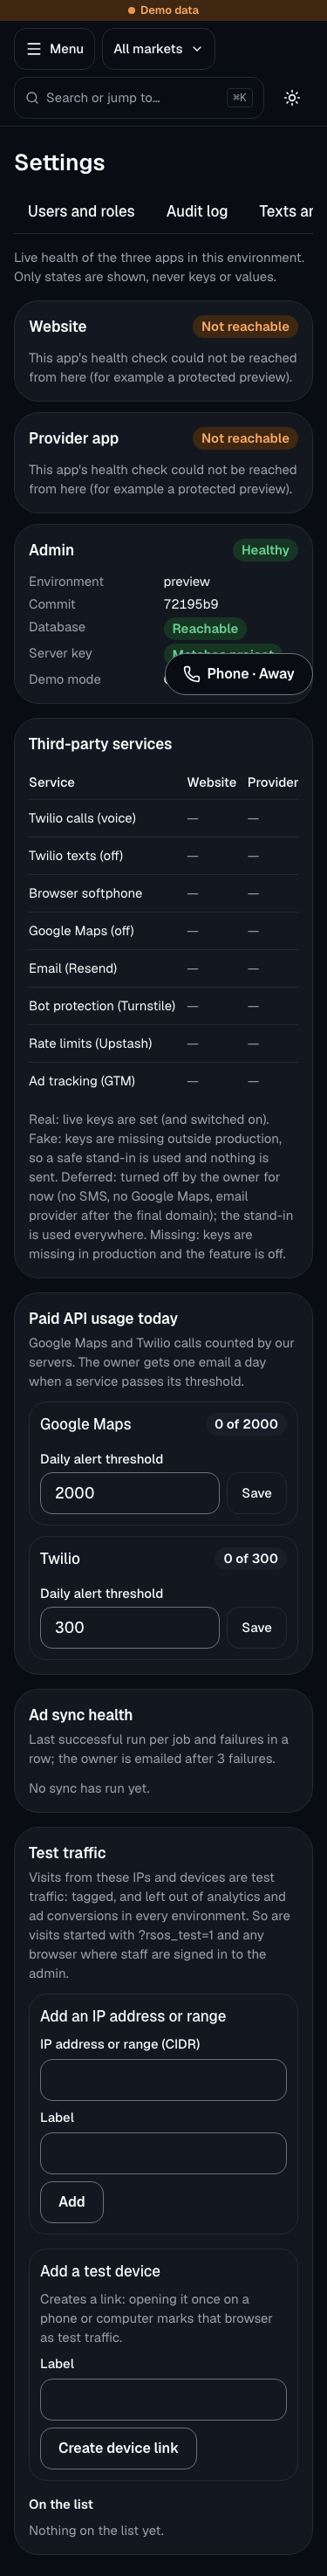 Demo data
Menu
All markets
Search or jump to...
⌘K
Settings
Users and roles
Audit log
Texts ar
Live health of the three apps in this environment.
Only states are shown, never keys or values.
Website
Not reachable
This app's health check could not be reached
from here (for example a protected preview).
Provider app
Not reachable
This app's health check could not be reached
from here (for example a protected preview).
Admin
Healthy
Environment preview
Commit 72195b9
Database Reachable
Server key
Phone · Away
Demo mode
Third-party services
Service Website Provider
Twilio calls (voice) — —
Twilio texts (off) — —
Browser softphone — —
Google Maps (off) — —
Email (Resend) — —
Bot protection (Turnstile) — —
Rate limits (Upstash) — —
Ad tracking (GTM) — —
Real: live keys are set (and switched on).
Fake: keys are missing outside production,
so a safe stand-in is used and nothing is
sent. Deferred: turned off by the owner for
now (no SMS, no Google Maps, email
provider after the final domain); the stand-in
is used everywhere. Missing: keys are
missing in production and the feature is off.
Paid API usage today
Google Maps and Twilio calls counted by our
servers. The owner gets one email a day
when a service passes its threshold.
Google Maps
0 of 2000
Daily alert threshold
2000
Save
Twilio
0 of 300
Daily alert threshold
300
Save
Ad sync health
Last successful run per job and failures in a
row; the owner is emailed after 3 failures.
No sync has run yet.
Test traffic
Visits from these IPs and devices are test
traffic: tagged, and left out of analytics and
ad conversions in every environment. So are
visits started with ?rsos_test=1 and any
browser where staff are signed in to the
admin.
Add an IP address or range
IP address or range (CIDR)
Label
Add
Add a test device
Creates a link: opening it once on a
phone or computer marks that browser
as test traffic.
Label
Create device link
On the list
Nothing on the list yet.